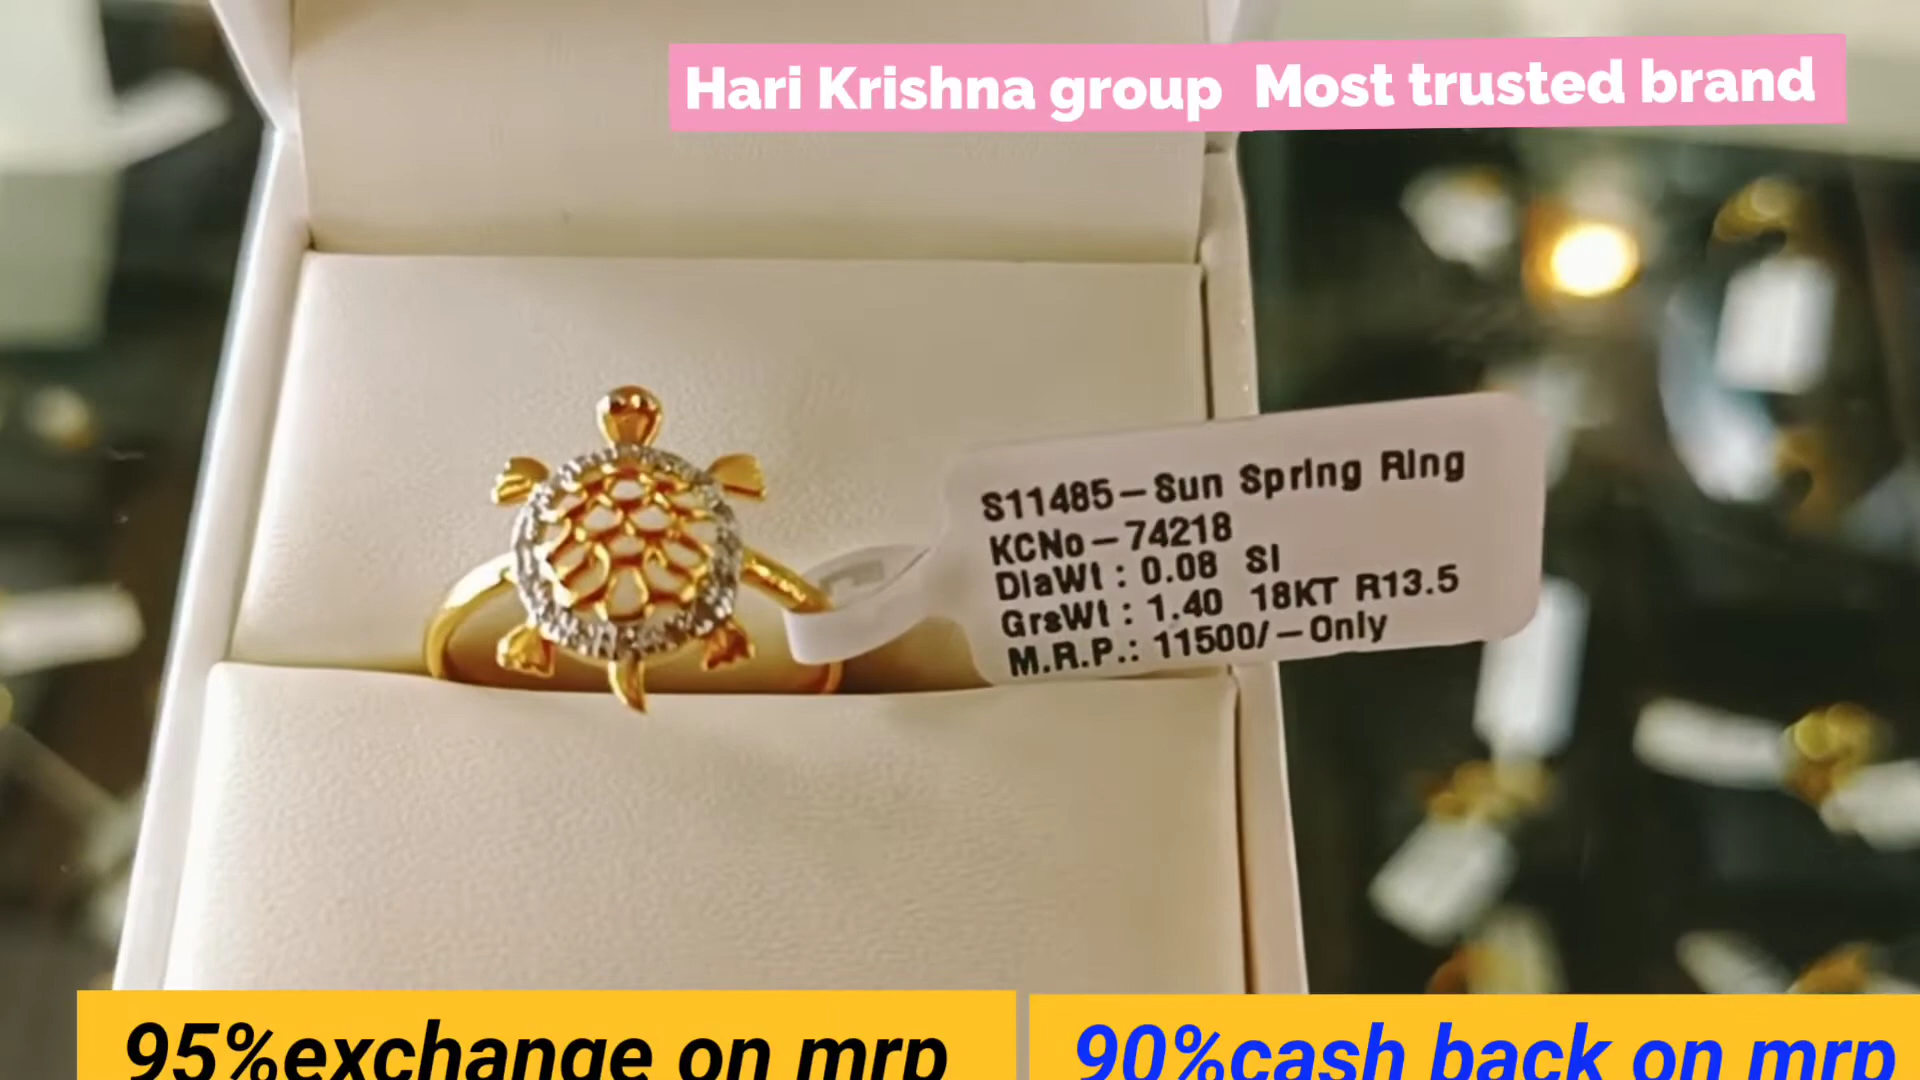 Hari Krishna group Most trusted brand
S11485-Sun Spring Ring
KCNo-74218
DiaWt : 0.08 SI
GrsWt : 1.40 18KT R13.5
M.R.P.: 11500/-Only
95%exchange on mrp
90%cash back on mrp